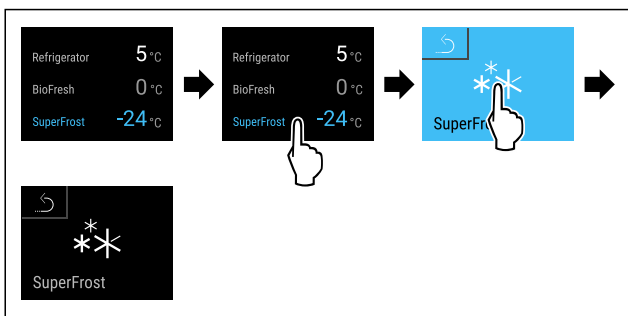 Refrigerator 5 °C
BioFresh 0 °C
SuperFrost -24 °C
Refrigerator 5 °C
BioFresh 0 °C
SuperFrost -24 °C
SuperFr
SuperFrost